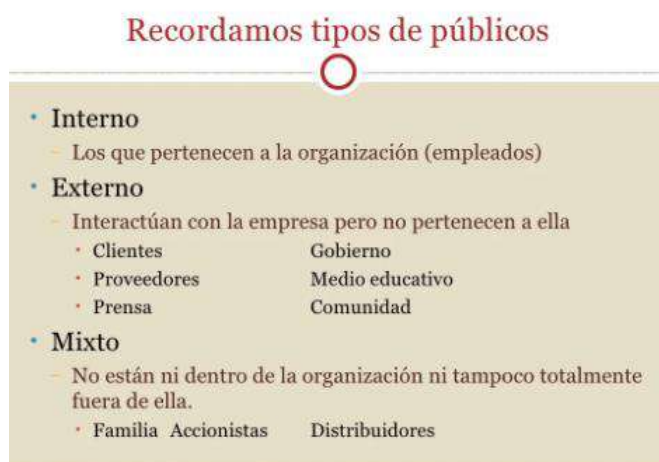 Recordamos tipos de públicos
• Interno
– Los que pertenecen a la organización (empleados)
• Externo
– Interactúan con la empresa pero no pertenecen a ella
• Clientes Gobierno
• Proveedores Medio educativo
• Prensa Comunidad
• Mixto
– No están ni dentro de la organización ni tampoco totalmente
fuera de ella.
• Familia Accionistas Distribuidores